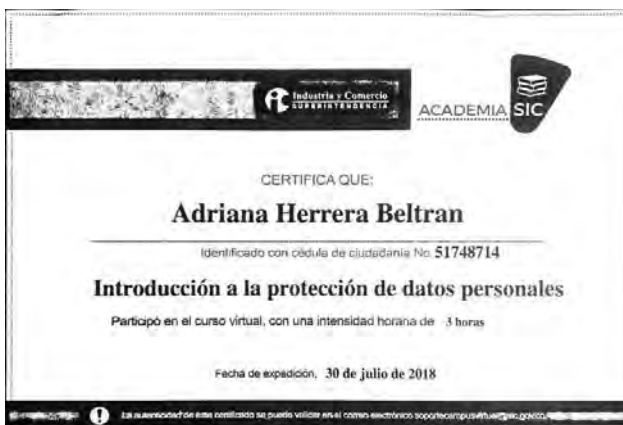 Industria y Comercio
SUPERINTENDENCIA
ACADEMIA SIC
CERTIFICA QUE:
Adriana Herrera Beltran
Identificado con cédula de ciudadanía No. 51748714
Introducción a la protección de datos personales
Participó en el curso virtual, con una intensidad horaria de 3 horas
Fecha de expedición, 30 de julio de 2018
La autenticidad de este certificado se puede validar en el correo electrónico